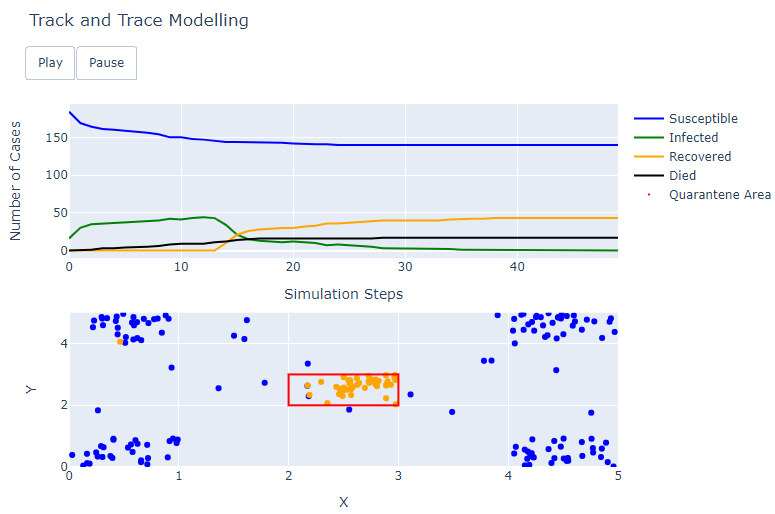 Track and Trace Modelling
Play Pause
Number of Cases
150
100
50
0
0 10 20 30 40
Simulation Steps
Susceptible
Infected
Recovered
Died
Quarantene Area
Y
4
2
0
0 1 2 3 4 5
X